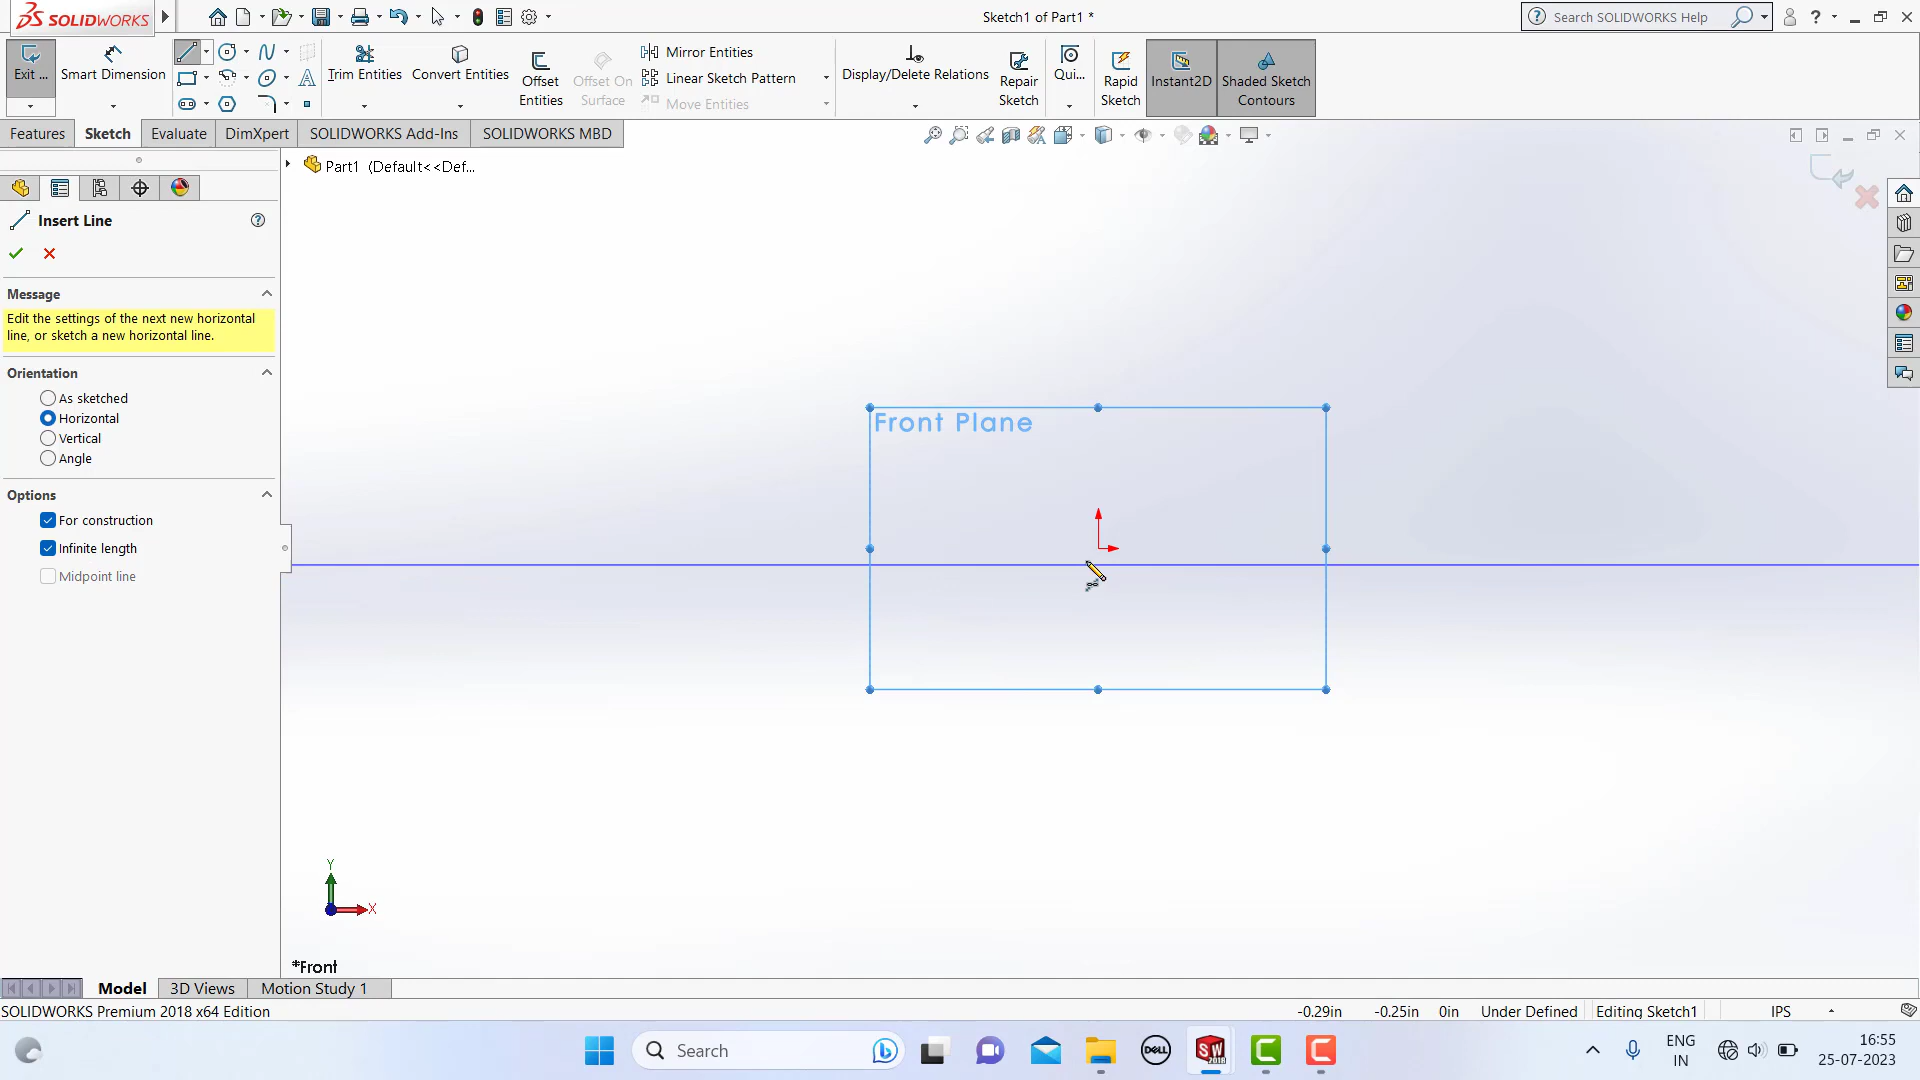 SOLIDWORKS
Sketch1 of Part1 *
Search SOLIDWORKS Help
Exit ...
Smart Dimension
Trim Entities
Convert Entities
Offset
Entities
Offset On
Surface
Mirror Entities
Linear Sketch Pattern
Move Entities
Display/Delete Relations
Repair
Sketch
Qui...
Rapid
Sketch
Instant2D
Shaded Sketch
Contours
Features
Sketch
Evaluate
DimXpert
SOLIDWORKS Add-Ins
SOLIDWORKS MBD
Part1 (Default<<Def...
Insert Line
Message
Edit the settings of the next new horizontal
line, or sketch a new horizontal line.
Orientation
As sketched
Horizontal
Vertical
Angle
Options
For construction
Infinite length
Midpoint line
Front Plane
Y
X
*Front
Model
3D Views
Motion Study 1
SOLIDWORKS Premium 2018 x64 Edition
-0.29in
-0.25in
0in
Under Defined
Editing Sketch1
IPS
Search
DELL
SW
2018
ENG
IN
16:55
25-07-2023